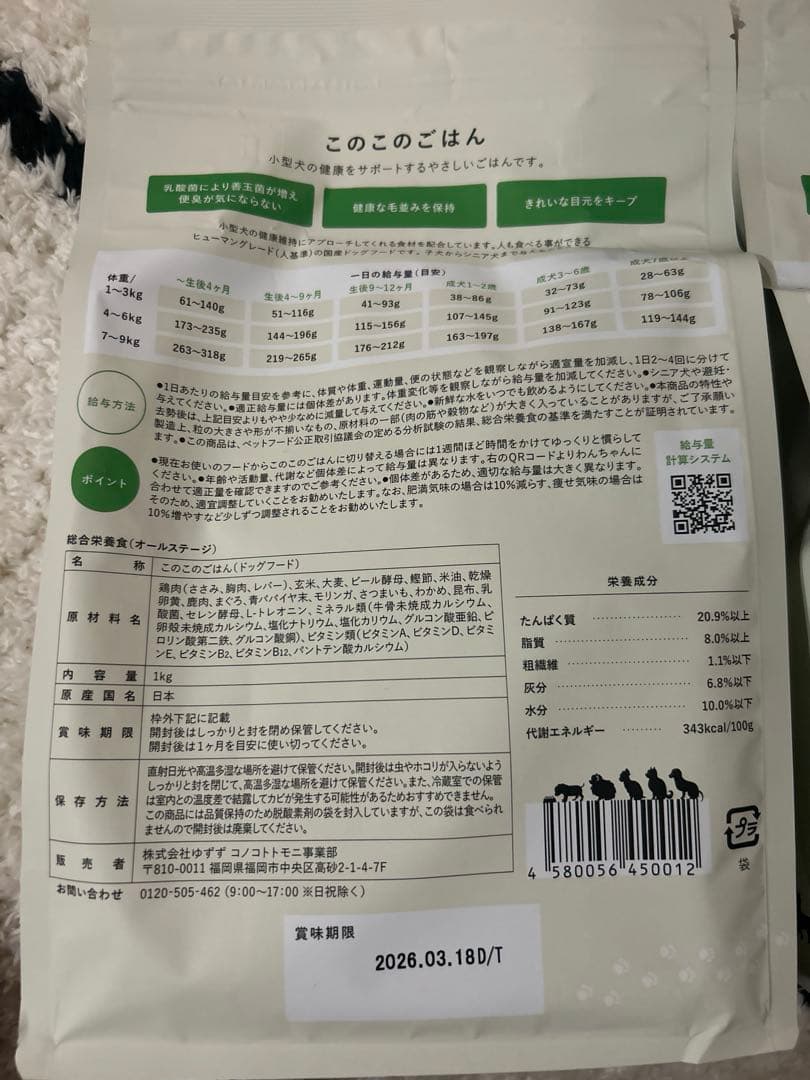 このこのごはん
小型犬の健康をサポートするやさしいごはんです。
乳酸菌により善玉菌が増え
便臭が気にならない
健康な毛並みを保持
きれいな目元をキープ
小型犬の健康維持にアプローチしてくれる食材を配合しています。人も食べる事ができる
ヒューマングレード(人基準)の国産ドッグフードです。子犬からシニア犬まで
一日の給与量(目安)
体重/ 〜生後4ヶ月 生後4〜9ヶ月 生後9〜12ヶ月 成犬1〜2歳 成犬3〜6歳
1〜3kg 61〜140g 51〜116g 41〜93g 38〜86g 32〜73g 28〜63g
4〜6kg 173〜235g 144〜196g 115〜156g 107〜145g 91〜123g 78〜106g
7〜9kg 263〜318g 219〜265g 176〜212g 163〜197g 138〜167g 119〜144g
給与方法
●1日あたりの給与量目安を参考に、体質や体重、運動量、便の状態などを観察しながら適宜量を加減し、1日2〜4回に分けて
与えてください。●適正給与量には個体差があります。体重変化等を観察しながら給与量を加減してください。●シニア犬や避妊・
去勢後は、上記目安よりもやや少なめに減量して与えてください。●新鮮な水をいつでも飲めるようにしてください。●本商品の特性や
製造上、粒の大きさや形が不揃いなもの、原材料の一部(肉の筋や穀物など)が大きく入っていることがありますが、ご了承願い
ます。●この商品は、ペットフード公正取引協議会の定める分析試験の結果、総合栄養食の基準を満たすことが証明されています。
ポイント
●現在お使いのフードからこのこのごはんに切り替える場合には1週間ほど時間をかけてゆっくりと慣らして
ください。●年齢や活動量、代謝など個体差によって給与量は異なります。右のQRコードよりわんちゃんに
合わせて適正量を確認できますのでご参考ください。●個体差があるため、適切な給与量は大きく異なります。
そのため、適宜調整していくことをお勧めいたします。なお、肥満気味の場合は10%減らす、痩せ気味の場合は
10%増やすなど少しずつ調整されることをお勧めいたします。
給与量
計算システム
総合栄養食(オールステージ)
名 称 このこのごはん(ドッグフード)
原材料名
鶏肉(ささみ、胸肉、レバー)、玄米、大麦、ビール酵母、鰹節、米油、乾燥
卵黄、鹿肉、まぐろ、青パパイヤ末、モリンガ、さつまいも、わかめ、昆布、乳
酸菌、セレン酵母、L-トレオニン、ミネラル類(牛骨未焼成カルシウム、
卵殻未焼成カルシウム、塩化ナトリウム、塩化カリウム、グルコン酸亜鉛、ピ
ロリン酸第二鉄、グルコン酸銅)、ビタミン類(ビタミンA、ビタミンD、ビタミ
ンE、ビタミンB2、ビタミンB12、パントテン酸カルシウム)
内容量 1kg
原産国名 日本
賞味期限
枠外下記に記載
開封後はしっかりと封を閉め保管してください。
開封後は1ヶ月を目安に使い切ってください。
保存方法
直射日光や高温多湿な場所を避けて保管ください。開封後は虫やホコリが入らないよう
しっかりと封を閉じて、高温多湿な場所を避けて保管ください。また、冷蔵室での保管
は室内との温度差で結露してカビが発生する可能性があるためおすすめできません。
この商品には品質保持のため脱酸素剤の袋を封入していますが、この袋は食べられ
ませんので開封後は廃棄してください。
販売者
株式会社ゆずず コノコトトモニ事業部
〒810-0011 福岡県福岡市中央区高砂2-1-4-7F
お問い合わせ 0120-505-462 (9:00〜17:00 ※日祝除く)
栄養成分
たんぱく質 ………… 20.9%以上
脂質 ………… 8.0%以上
粗繊維 ………… 1.1%以下
灰分 ………… 6.8%以下
水分 ………… 10.0%以下
代謝エネルギー ……… 343kcal/100g
4 580056 450012
プラ
袋
賞味期限
2026.03.18D/T